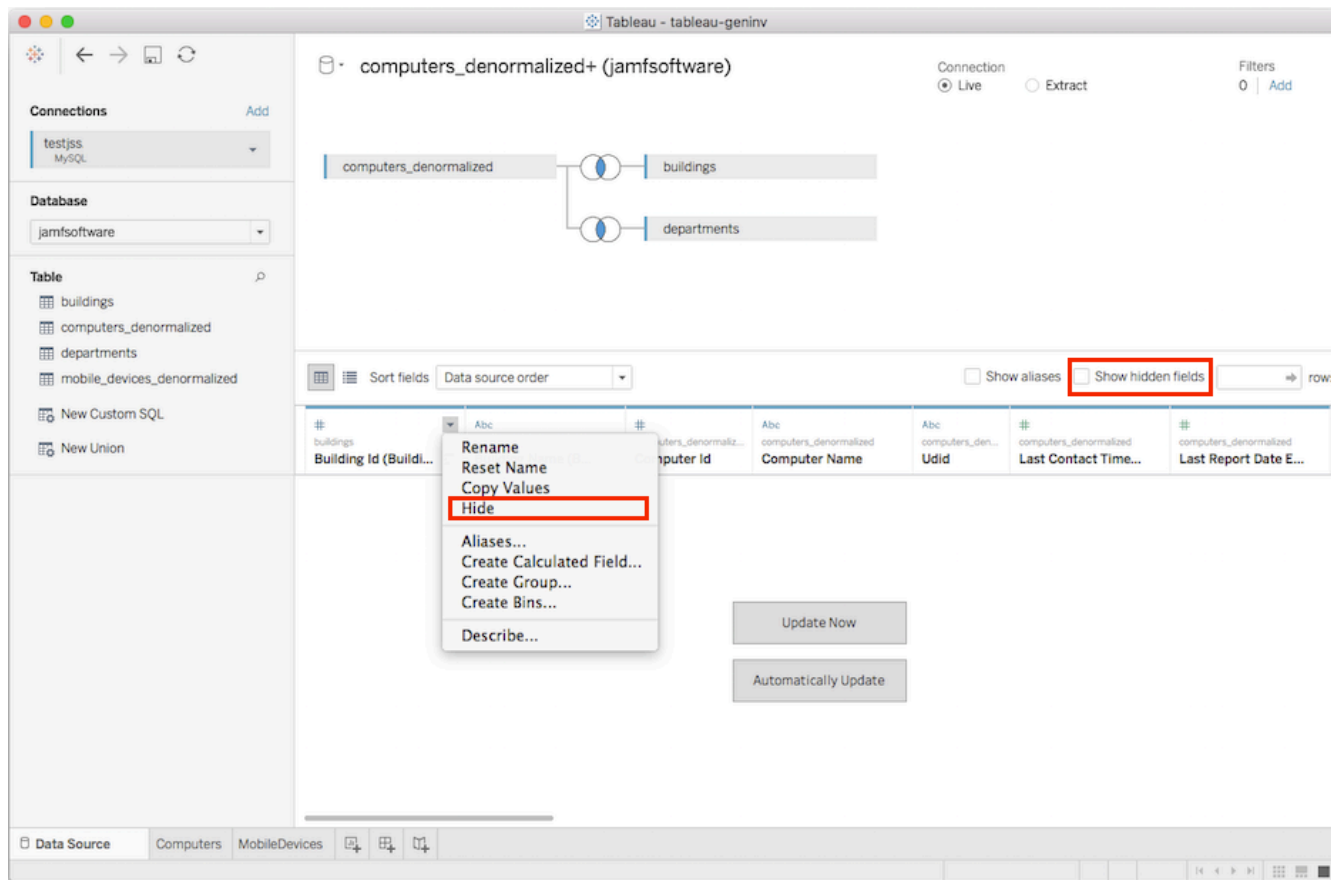 Tableau - tableau-geninv
computers_denormalized+ (jamfsoftware)
Connection
Live
Extract
Filters
0
Add
Connections
Add
testjss
MySQL
Database
jamfsoftware
Table
buildings
computers_denormalized
departments
mobile_devices_denormalized
New Custom SQL
New Union
computers_denormalized
buildings
departments
Sort fields
Data source order
Show aliases
Show hidden fields
#
buildings
Building Id (Buildi...
Abc
#
Abc
computers_denormalized
Computer Name
Abc
computers_den...
Udid
#
computers_denormalized
Last Contact Time...
#
computers_denormalized
Last Report Date E...
Rename
Reset Name
Copy Values
Hide
Aliases...
Create Calculated Field...
Create Group...
Create Bins...
Describe...
Update Now
Automatically Update
Data Source
Computers
MobileDevices